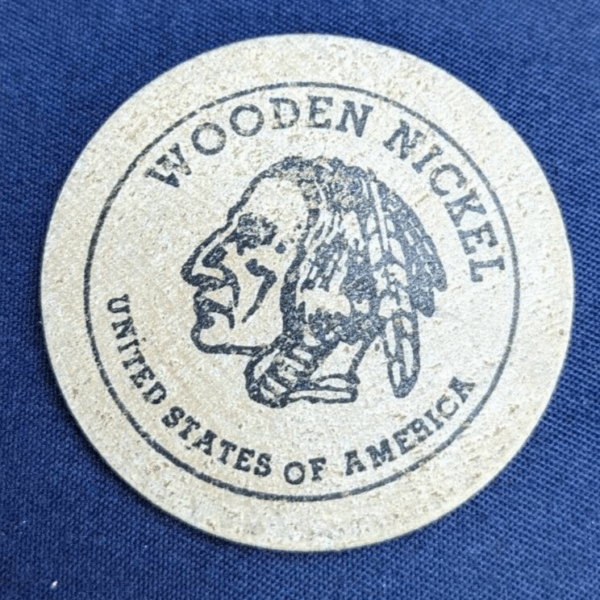 WOODEN NICKEL
UNITED STATES OF AMERICA